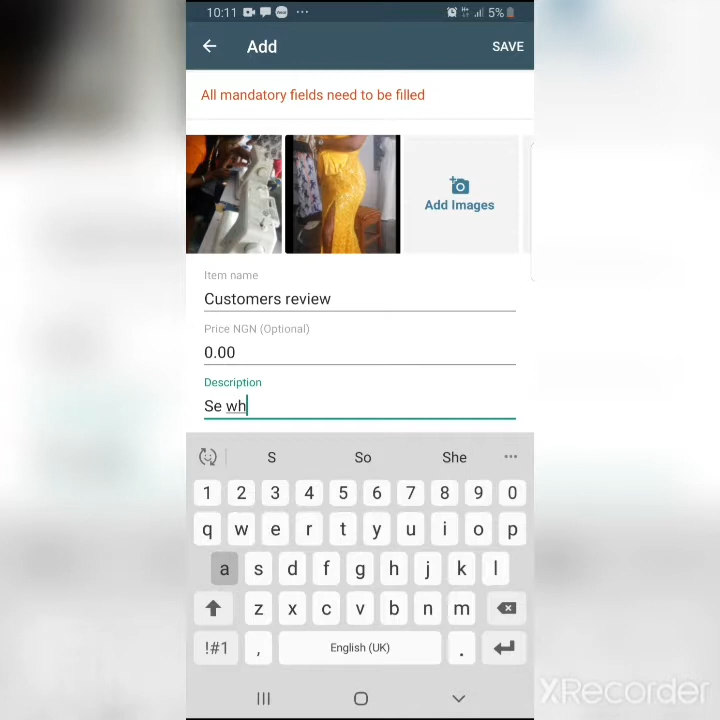 10:11 5%
Add SAVE
All mandatory fields need to be filled
Add Images
Item name
Customers review
Price NGN (Optional)
0.00
Description
Se wh
S So She
1 2 3 4 5 6 7 8 9 0
q w e r t y u i o p
a s d f g h j k l
z x c v b n m
!#1 , English (UK) .
XRecorder